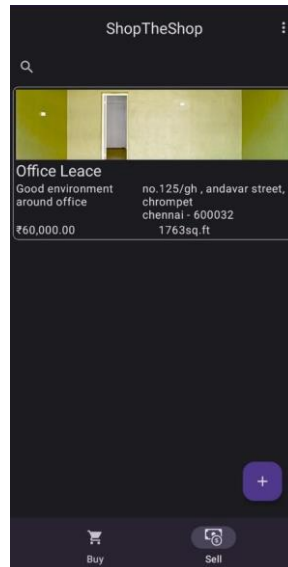 ShopTheShop
Office Leace
Good environment
around office
no.125/gh , andavar street,
chrompet
chennai - 600032
₹60,000.00
1763sq.ft
+
Buy
Sell